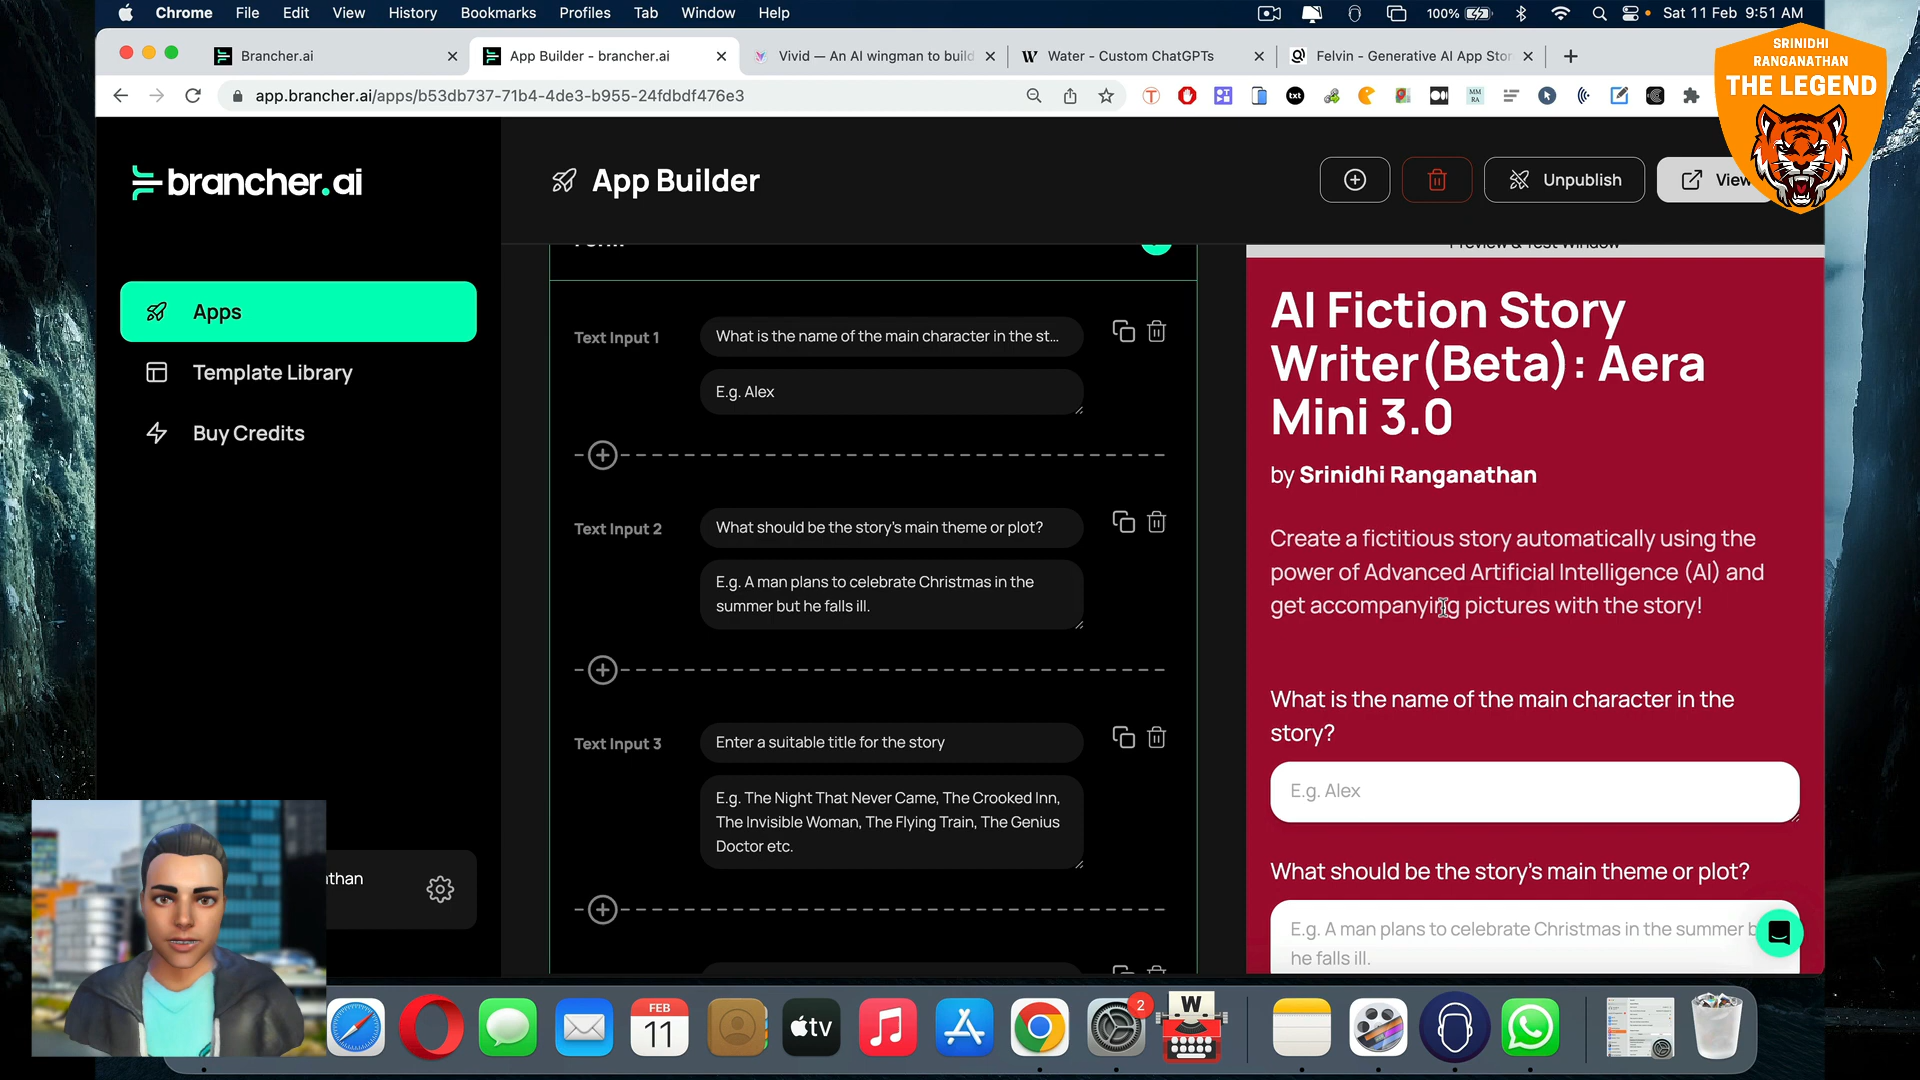 Chrome File Edit View History Bookmarks Profiles Tab Window Help
100% Sat 11 Feb 9:51 AM
SRINIDHI
RANGANATHAN
THE LEGEND
Brancher.ai
App Builder - brancher.ai
Vivid — An AI wingman to build
Water - Custom ChatGPTs
Felvin - Generative AI App Stor
app.brancher.ai/apps/b53db737-71b4-4de3-b955-24fdbdf476e3
brancher.ai
App Builder
Unpublish
View
Apps
Template Library
Buy Credits
Text Input 1
What is the name of the main character in the st...
E.g. Alex
Text Input 2
What should be the story's main theme or plot?
E.g. A man plans to celebrate Christmas in the
summer but he falls ill.
Text Input 3
Enter a suitable title for the story
E.g. The Night That Never Came, The Crooked Inn,
The Invisible Woman, The Flying Train, The Genius
Doctor etc.
Preview & Test Window
AI Fiction Story
Writer(Beta): Aera
Mini 3.0
by Srinidhi Ranganathan
Create a fictitious story automatically using the
power of Advanced Artificial Intelligence (AI) and
get accompanying pictures with the story!
What is the name of the main character in the
story?
E.g. Alex
What should be the story's main theme or plot?
E.g. A man plans to celebrate Christmas in the summer b
he falls ill.
athan
FEB
11
tv
2
W